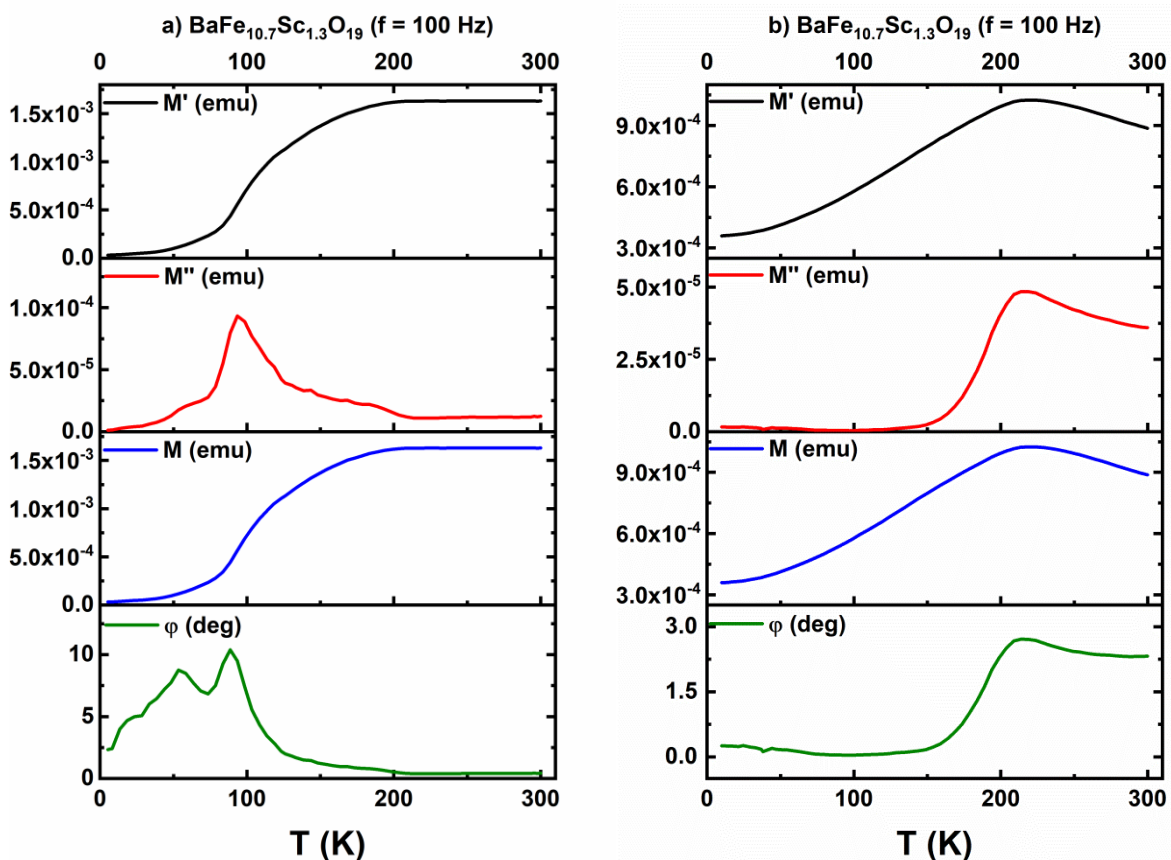 a) BaFe10.7Sc1.3O19 (f = 100 Hz)
0 100 200 300
M' (emu)
1.5x10-3
1.0x10-3
5.0x10-4
0.0
M'' (emu)
1.0x10-4
5.0x10-5
0.0
M (emu)
1.5x10-3
1.0x10-3
5.0x10-4
0.0
φ (deg)
10
5
0
0 100 200 300
T (K)
b) BaFe10.7Sc1.3O19 (f = 100 Hz)
0 100 200 300
M' (emu)
9.0x10-4
6.0x10-4
3.0x10-4
M'' (emu)
5.0x10-5
2.5x10-5
0.0
M (emu)
9.0x10-4
6.0x10-4
3.0x10-4
φ (deg)
3.0
1.5
0.0
0 100 200 300
T (K)